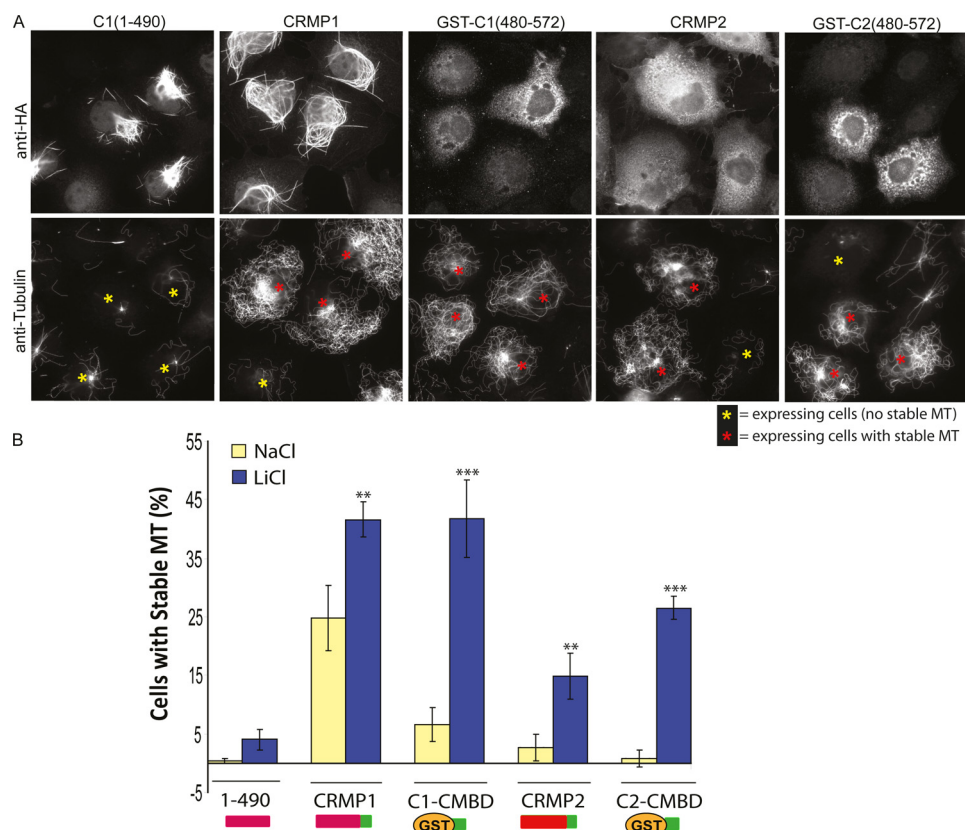 A
C1(1-490) CRMP1 GST-C1(480-572) CRMP2 GST-C2(480-572)
anti-HA
anti-Tubulin
* = expressing cells (no stable MT)
* = expressing cells with stable MT
B
55
45
35
25
15
5
-5
Cells with Stable MT (%)
NaCl
LiCl
** *** ** ***
1-490 CRMP1 C1-CMBD CRMP2 C2-CMBD
GST GST